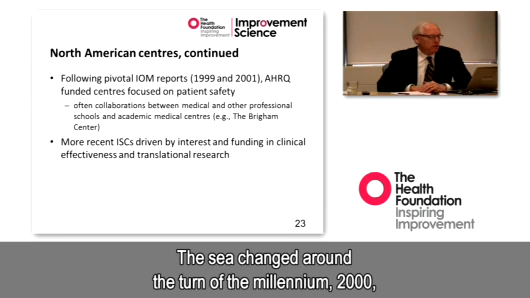 The
Health
Foundation
Inspiring
Improvement
Improvement
Science
North American centres, continued
• Following pivotal IOM reports (1999 and 2001), AHRQ
funded centres focused on patient safety
– often collaborations between medical and other professional
schools and academic medical centres (e.g., The Brigham
Center)
• More recent ISCs driven by interest and funding in clinical
effectiveness and translational research
23
The
Health
Foundation
Inspiring
Improvement
The sea changed around
the turn of the millennium, 2000,